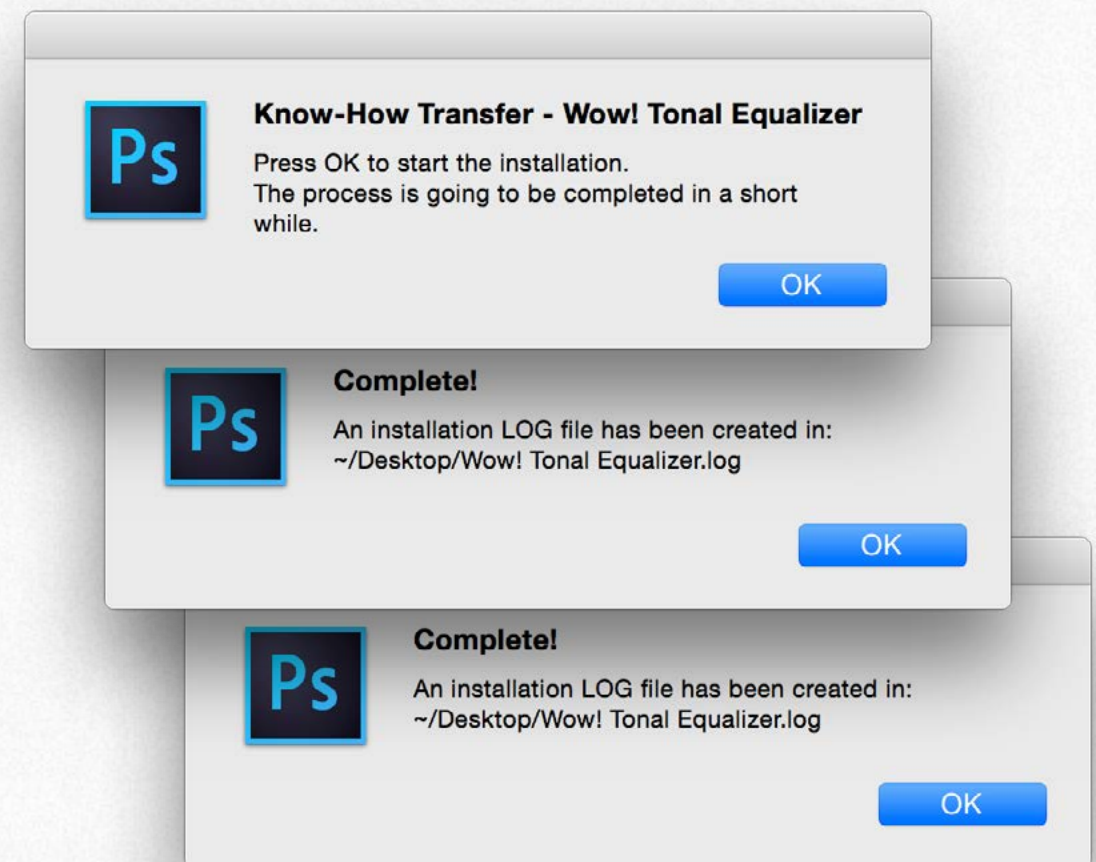 Ps
Know-How Transfer - Wow! Tonal Equalizer
Press OK to start the installation.
The process is going to be completed in a short
while.
OK
Ps
Complete!
An installation LOG file has been created in:
~/Desktop/Wow! Tonal Equalizer.log
OK
Ps
Complete!
An installation LOG file has been created in:
~/Desktop/Wow! Tonal Equalizer.log
OK